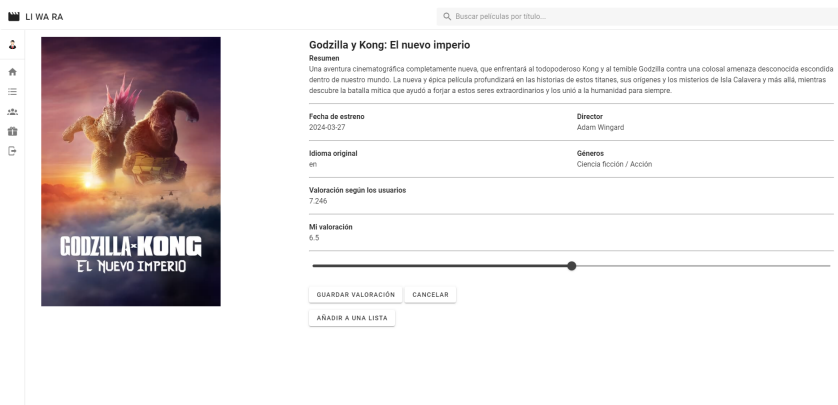 LI WA RA
Buscar películas por título...
GODZILLA×KONG
EL NUEVO IMPERIO
Godzilla y Kong: El nuevo imperio
Resumen
Una aventura cinematográfica completamente nueva, que enfrentará al todopoderoso Kong y al temible Godzilla contra una colosal amenaza desconocida escondida
dentro de nuestro mundo. La nueva y épica película profundizará en las historias de estos titanes, sus orígenes y los misterios de Isla Calavera y más allá, mientras
descubre la batalla mítica que ayudó a forjar a estos seres extraordinarios y los unió a la humanidad para siempre.
Fecha de estreno
2024-03-27
Director
Adam Wingard
Idioma original
en
Géneros
Ciencia ficción / Acción
Valoración según los usuarios
7.246
Mi valoración
6.5
GUARDAR VALORACIÓN
CANCELAR
AÑADIR A UNA LISTA